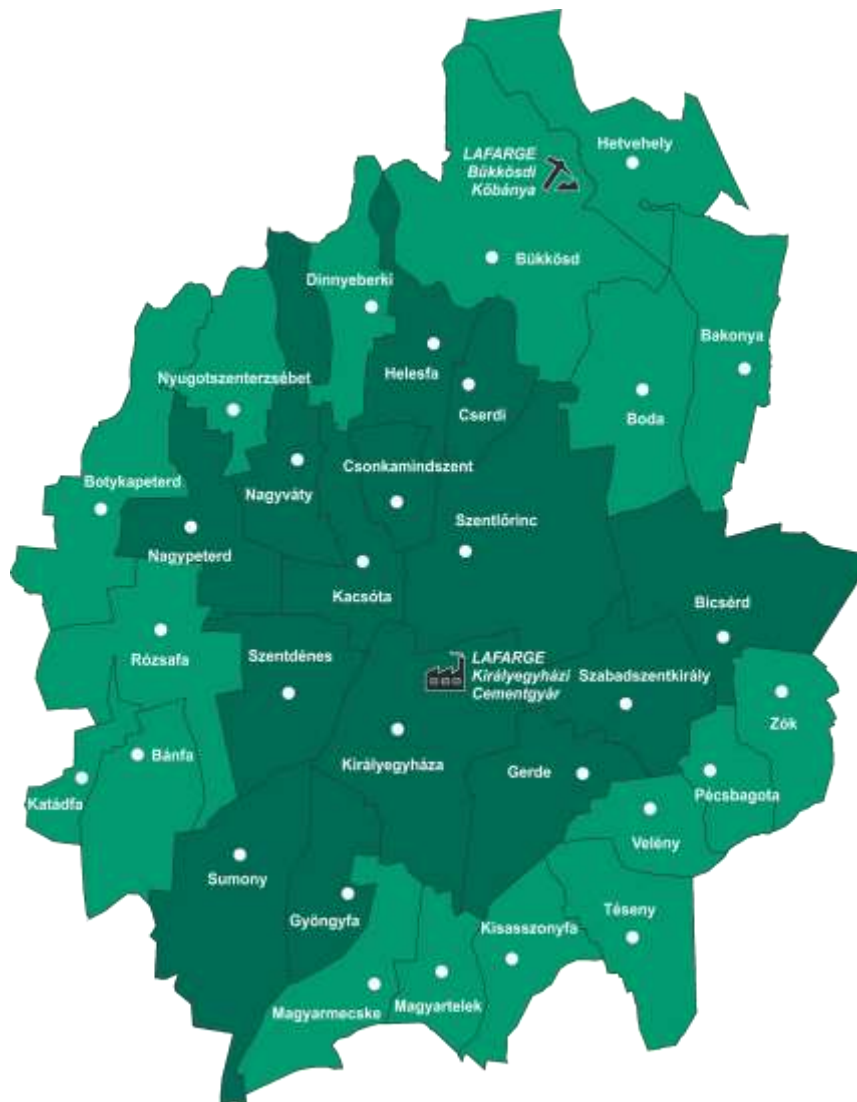 Hetvehely
LAFARGE
Bükkösdi
Kőbánya
Bükkösd
Dinnyeberki
Bakonya
Helesfa
Nyugotszenterzsébet
Cserdi
Boda
Csonkamindszent
Botykapeterd
Nagyváty
Szentlőrinc
Nagypeterd
Kacsóta
Bicsérd
Rózsafa
Szentdénes
LAFARGE
Királyegyházi
Cementgyár
Szabadszentkirály
Zók
Bánfa
Királyegyháza
Gerde
Katádfa
Pécsbagota
Velény
Sumony
Gyöngyfa
Téseny
Kisasszonyfa
Magyarmecske
Magyartelek